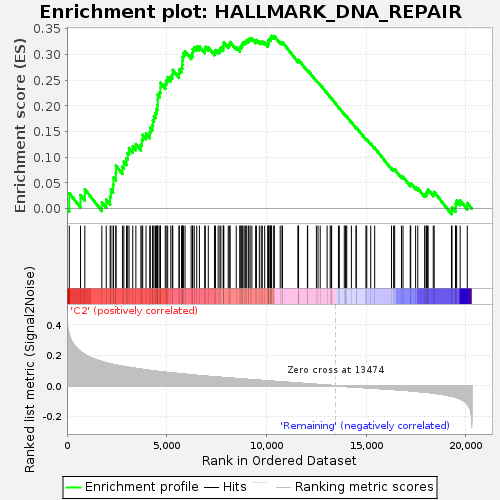 Enrichment plot: HALLMARK_DNA_REPAIR
Enrichment score (ES)
0.35
0.30
0.25
0.20
0.15
0.10
0.05
0.00
'C2' (positively correlated)
Ranked list metric (Signal2Noise)
0.4
0.2
0.0
-0.2
Zero cross at 13474
'Remaining' (negatively correlated)
0
5,000
10,000
15,000
20,000
Rank in Ordered Dataset
Enrichment profile
Hits
Ranking metric scores